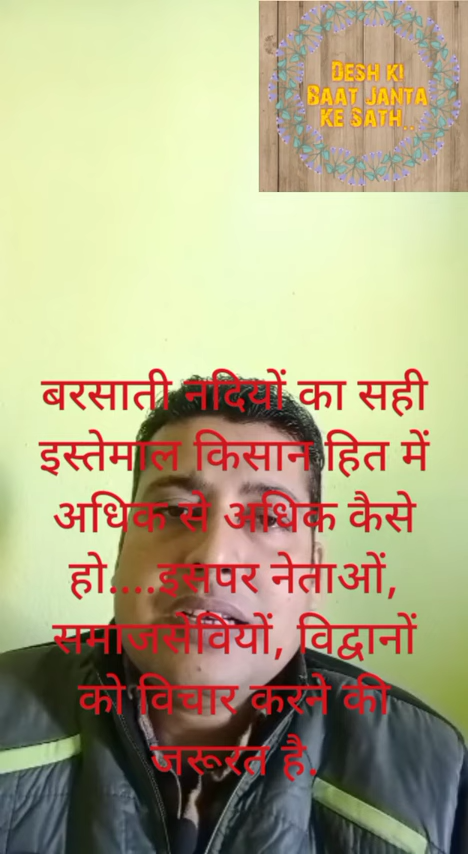 DESH KI
BAAT JANTA
KE SATH..
बरसाती नदियों का सही
इस्तेमाल किसान हित में
अधिक से अधिक कैसे
हो....इसपर नेताओं,
समाजसेवियों, विद्वानों
को विचार करने की
जरूरत है.